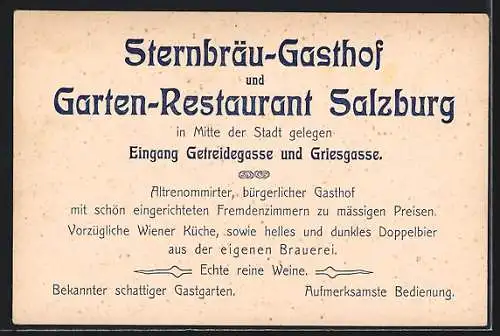 Sternbräu-Gasthof
und
Garten-Restaurant Salzburg
in Mitte der Stadt gelegen
Eingang Getreidegasse und Griesgasse.
Altrenommirter, bürgerlicher Gasthof
mit schön eingerichteten Fremdenzimmern zu mässigen Preisen.
Vorzügliche Wiener Küche, sowie helles und dunkles Doppelbier
aus der eigenen Brauerei.
Echte reine Weine.
Bekannter schattiger Gastgarten. Aufmerksamste Bedienung.